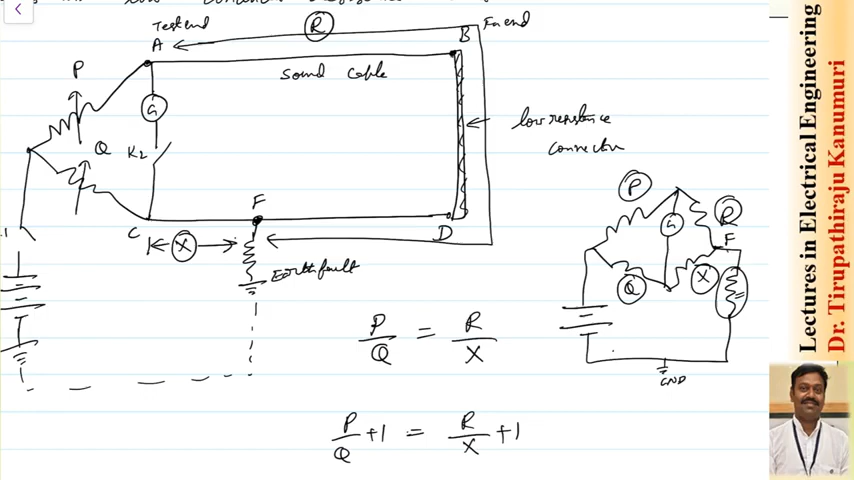 Test end
R
Far end
A
B
P
Sound Cable
G
Q
K2
low resistance
connection
C
F
D
X
Earth fault
P
G
R
F
Q
X
GND
P/Q = R/X
P/Q +1 = R/X +1
Lectures in Electrical Engineering
Dr. Tirupathiraju Kanumuri